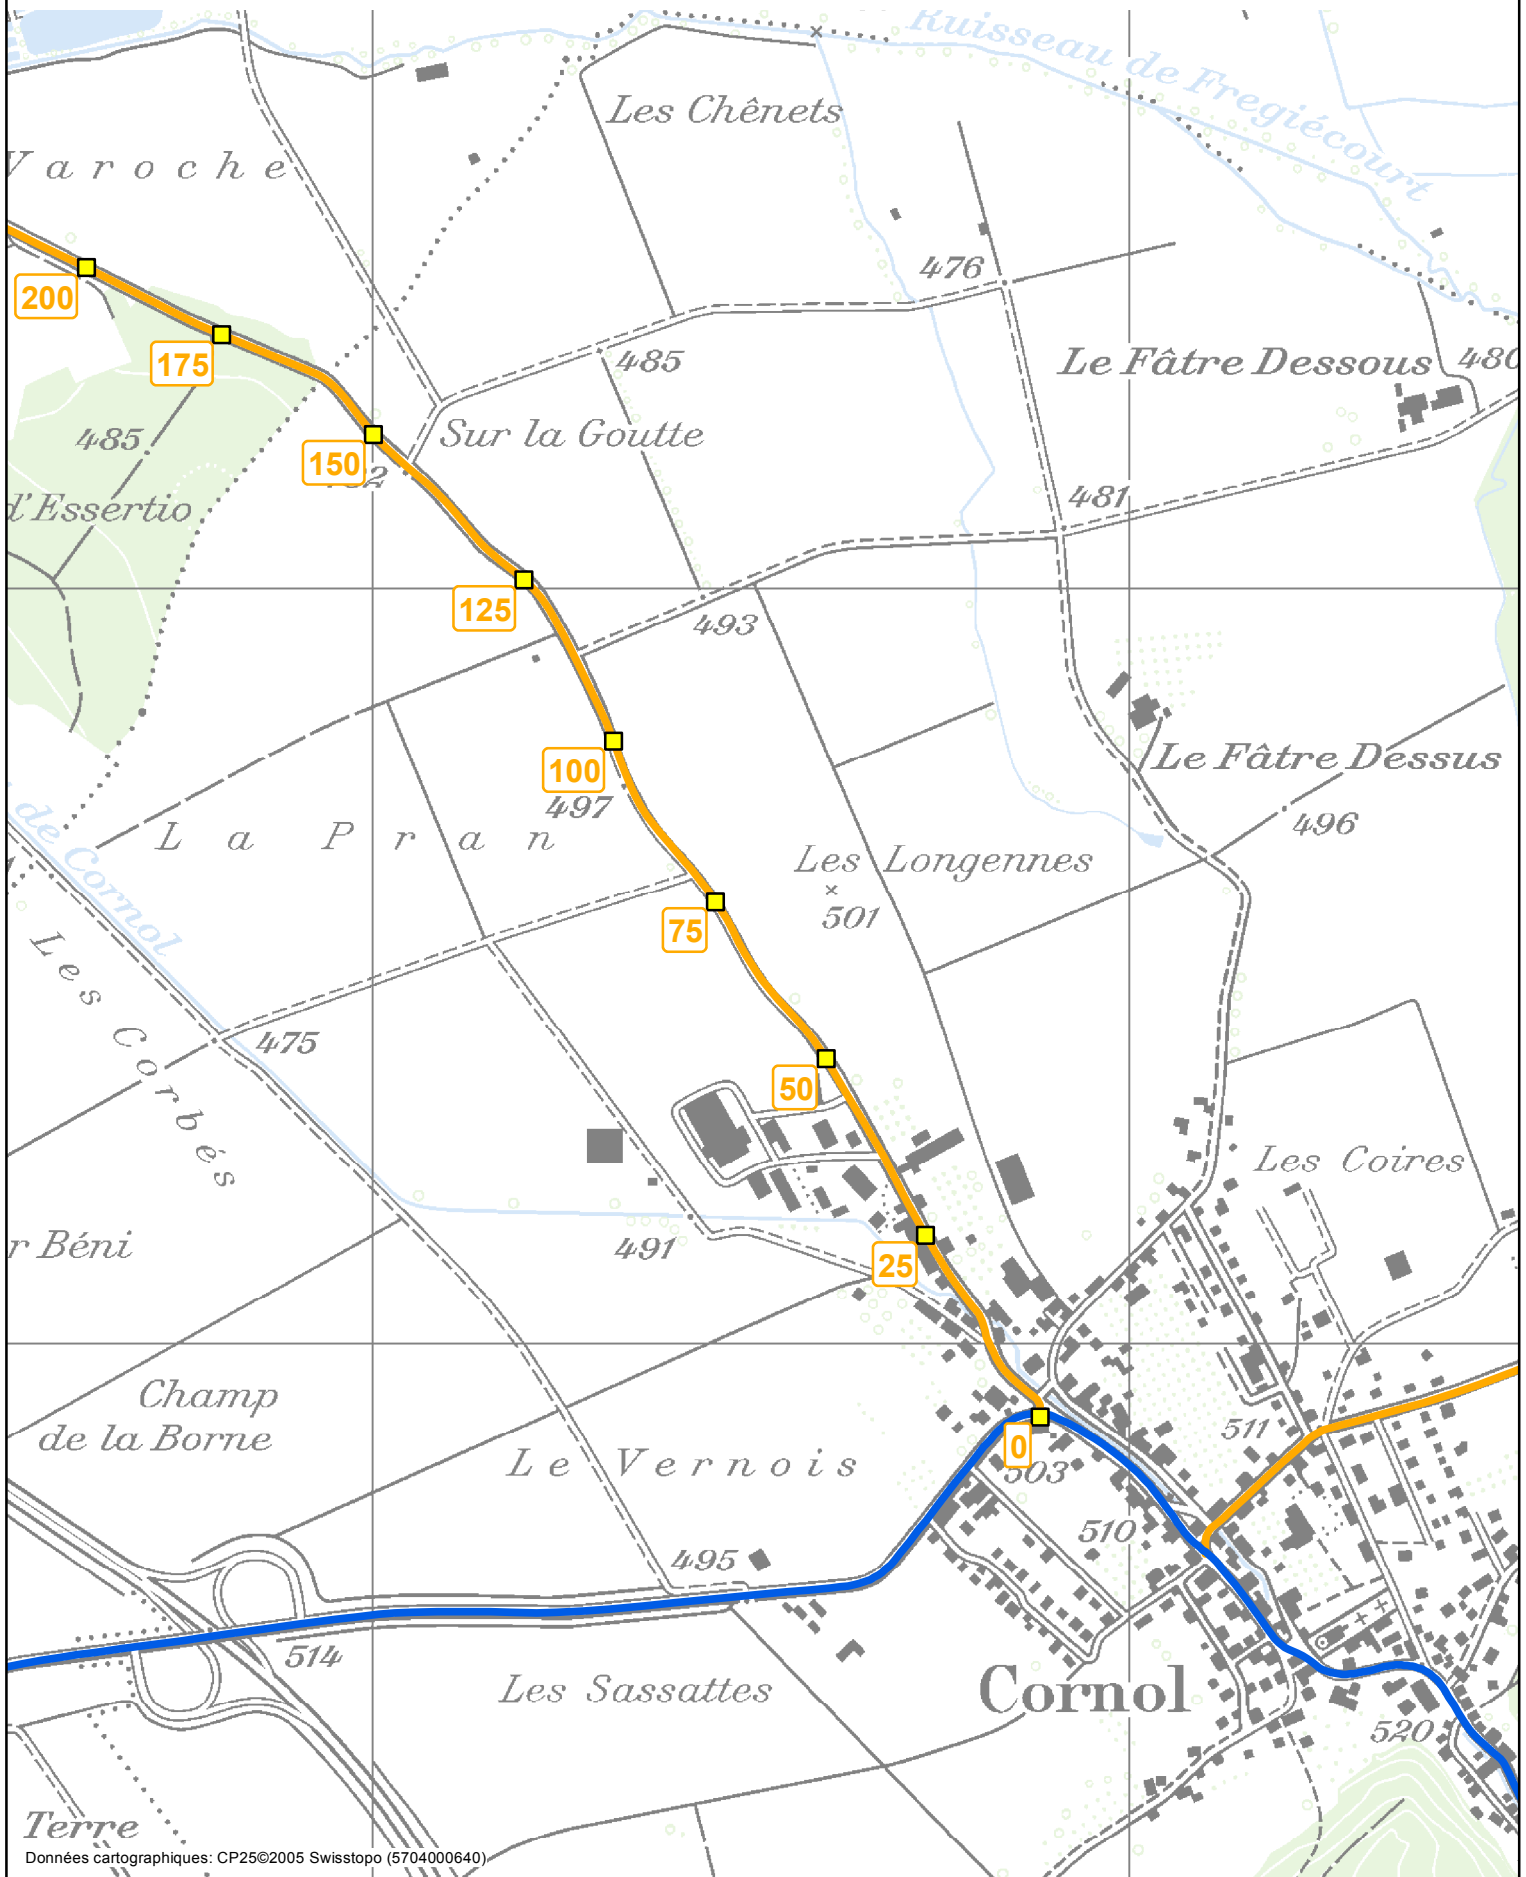 Ruisseau de Fregiécourt
Les Chênets
Varoche
476
200
175
485
Le Fâtre Dessous
480
Sur la Goutte
485
150
481
d'Essertio
125
493
Le Fâtre Dessus
100
497
496
La Pran
de Cornol
Les Longennes
501
75
Les Corbés
475
50
Les Coires
r Béni
491
25
Champ
de la Borne
511
0
503
Le Vernois
510
495
514
Les Sassattes
Cornol
520
Terre
Données cartographiques: CP25©2005 Swisstopo (5704000640)